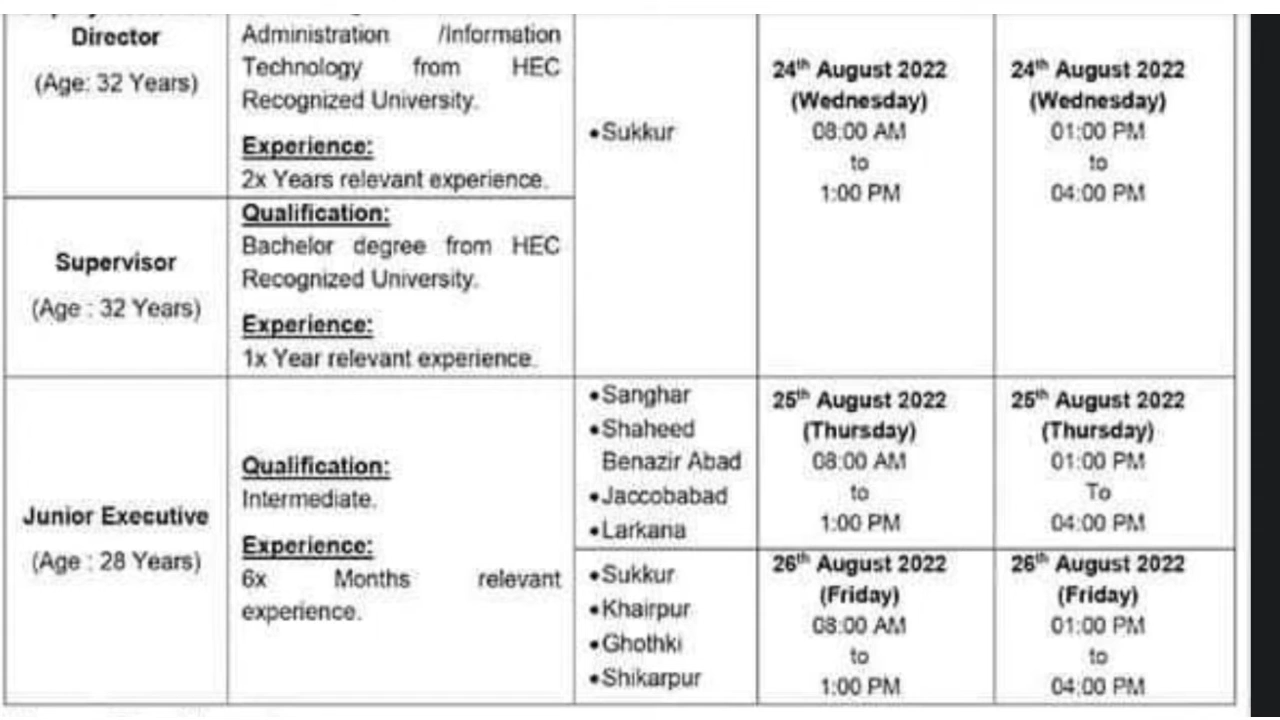 Director
(Age: 32 Years)
Administration /Information
Technology from HEC
Recognized University.
Experience:
2x Years relevant experience.
•Sukkur
24th August 2022
(Wednesday)
08:00 AM
to
1:00 PM
24th August 2022
(Wednesday)
01:00 PM
to
04:00 PM
Supervisor
(Age : 32 Years)
Qualification:
Bachelor degree from HEC
Recognized University.
Experience:
1x Year relevant experience.
Junior Executive
(Age : 28 Years)
Qualification:
Intermediate.
Experience:
6x Months relevant
experience.
•Sanghar
•Shaheed
Benazir Abad
•Jaccobabad
•Larkana
25th August 2022
(Thursday)
08:00 AM
to
1:00 PM
25th August 2022
(Thursday)
01:00 PM
To
04:00 PM
•Sukkur
•Khairpur
•Ghothki
•Shikarpur
26th August 2022
(Friday)
08:00 AM
to
1:00 PM
26th August 2022
(Friday)
01:00 PM
to
04:00 PM